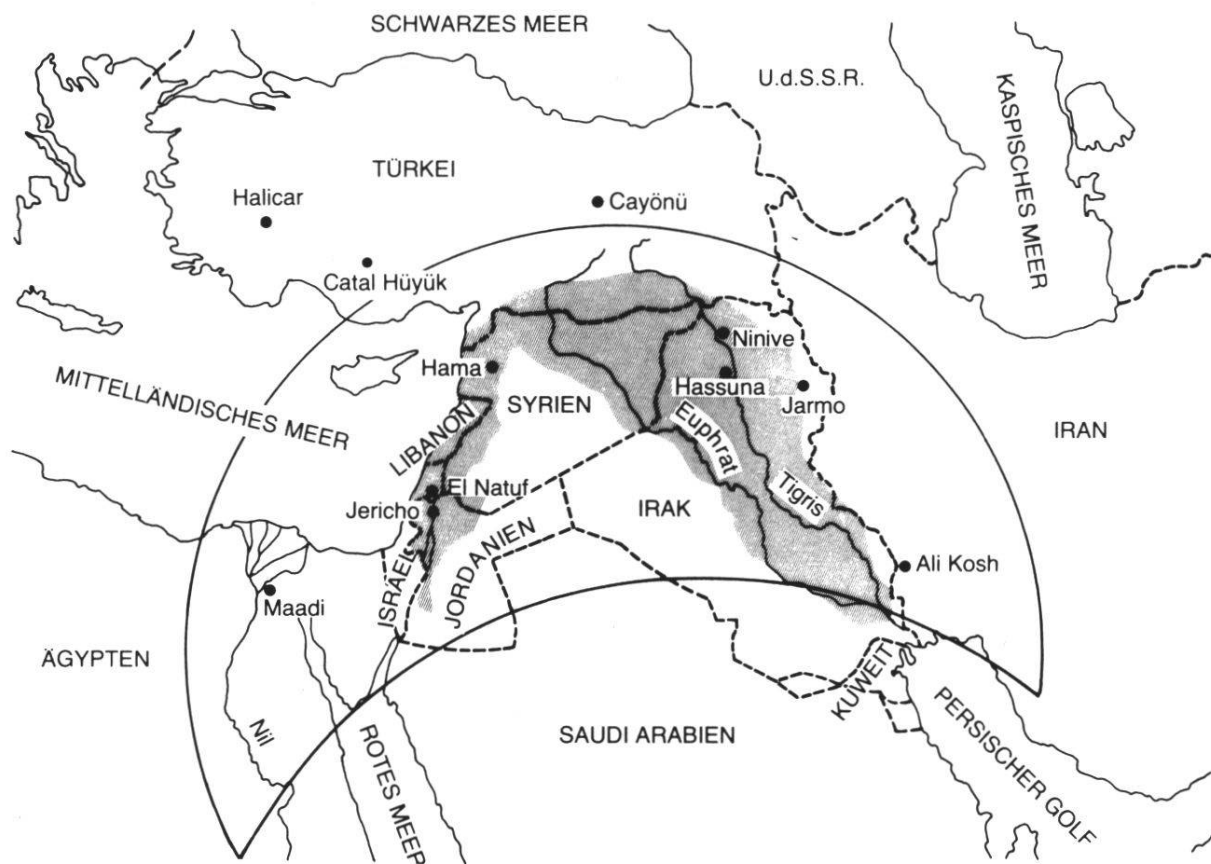 SCHWARZES MEER
U.d.S.S.R.
KASPISCHES MEER
TÜRKEI
Halicar
Cayönü
Catal Hüyük
Ninive
Hama
Hassuna
Jarmo
MITTELLÄNDISCHES MEER
SYRIEN
LIBANON
Euphrat
IRAN
El Natuf
Tigris
Jericho
IRAK
JORDANIEN
ISRAEL
Ali Kosh
Maadi
ÄGYPTEN
KUWEIT
PERSISCHER GOLF
Nil
ROTES MEER
SAUDI ARABIEN